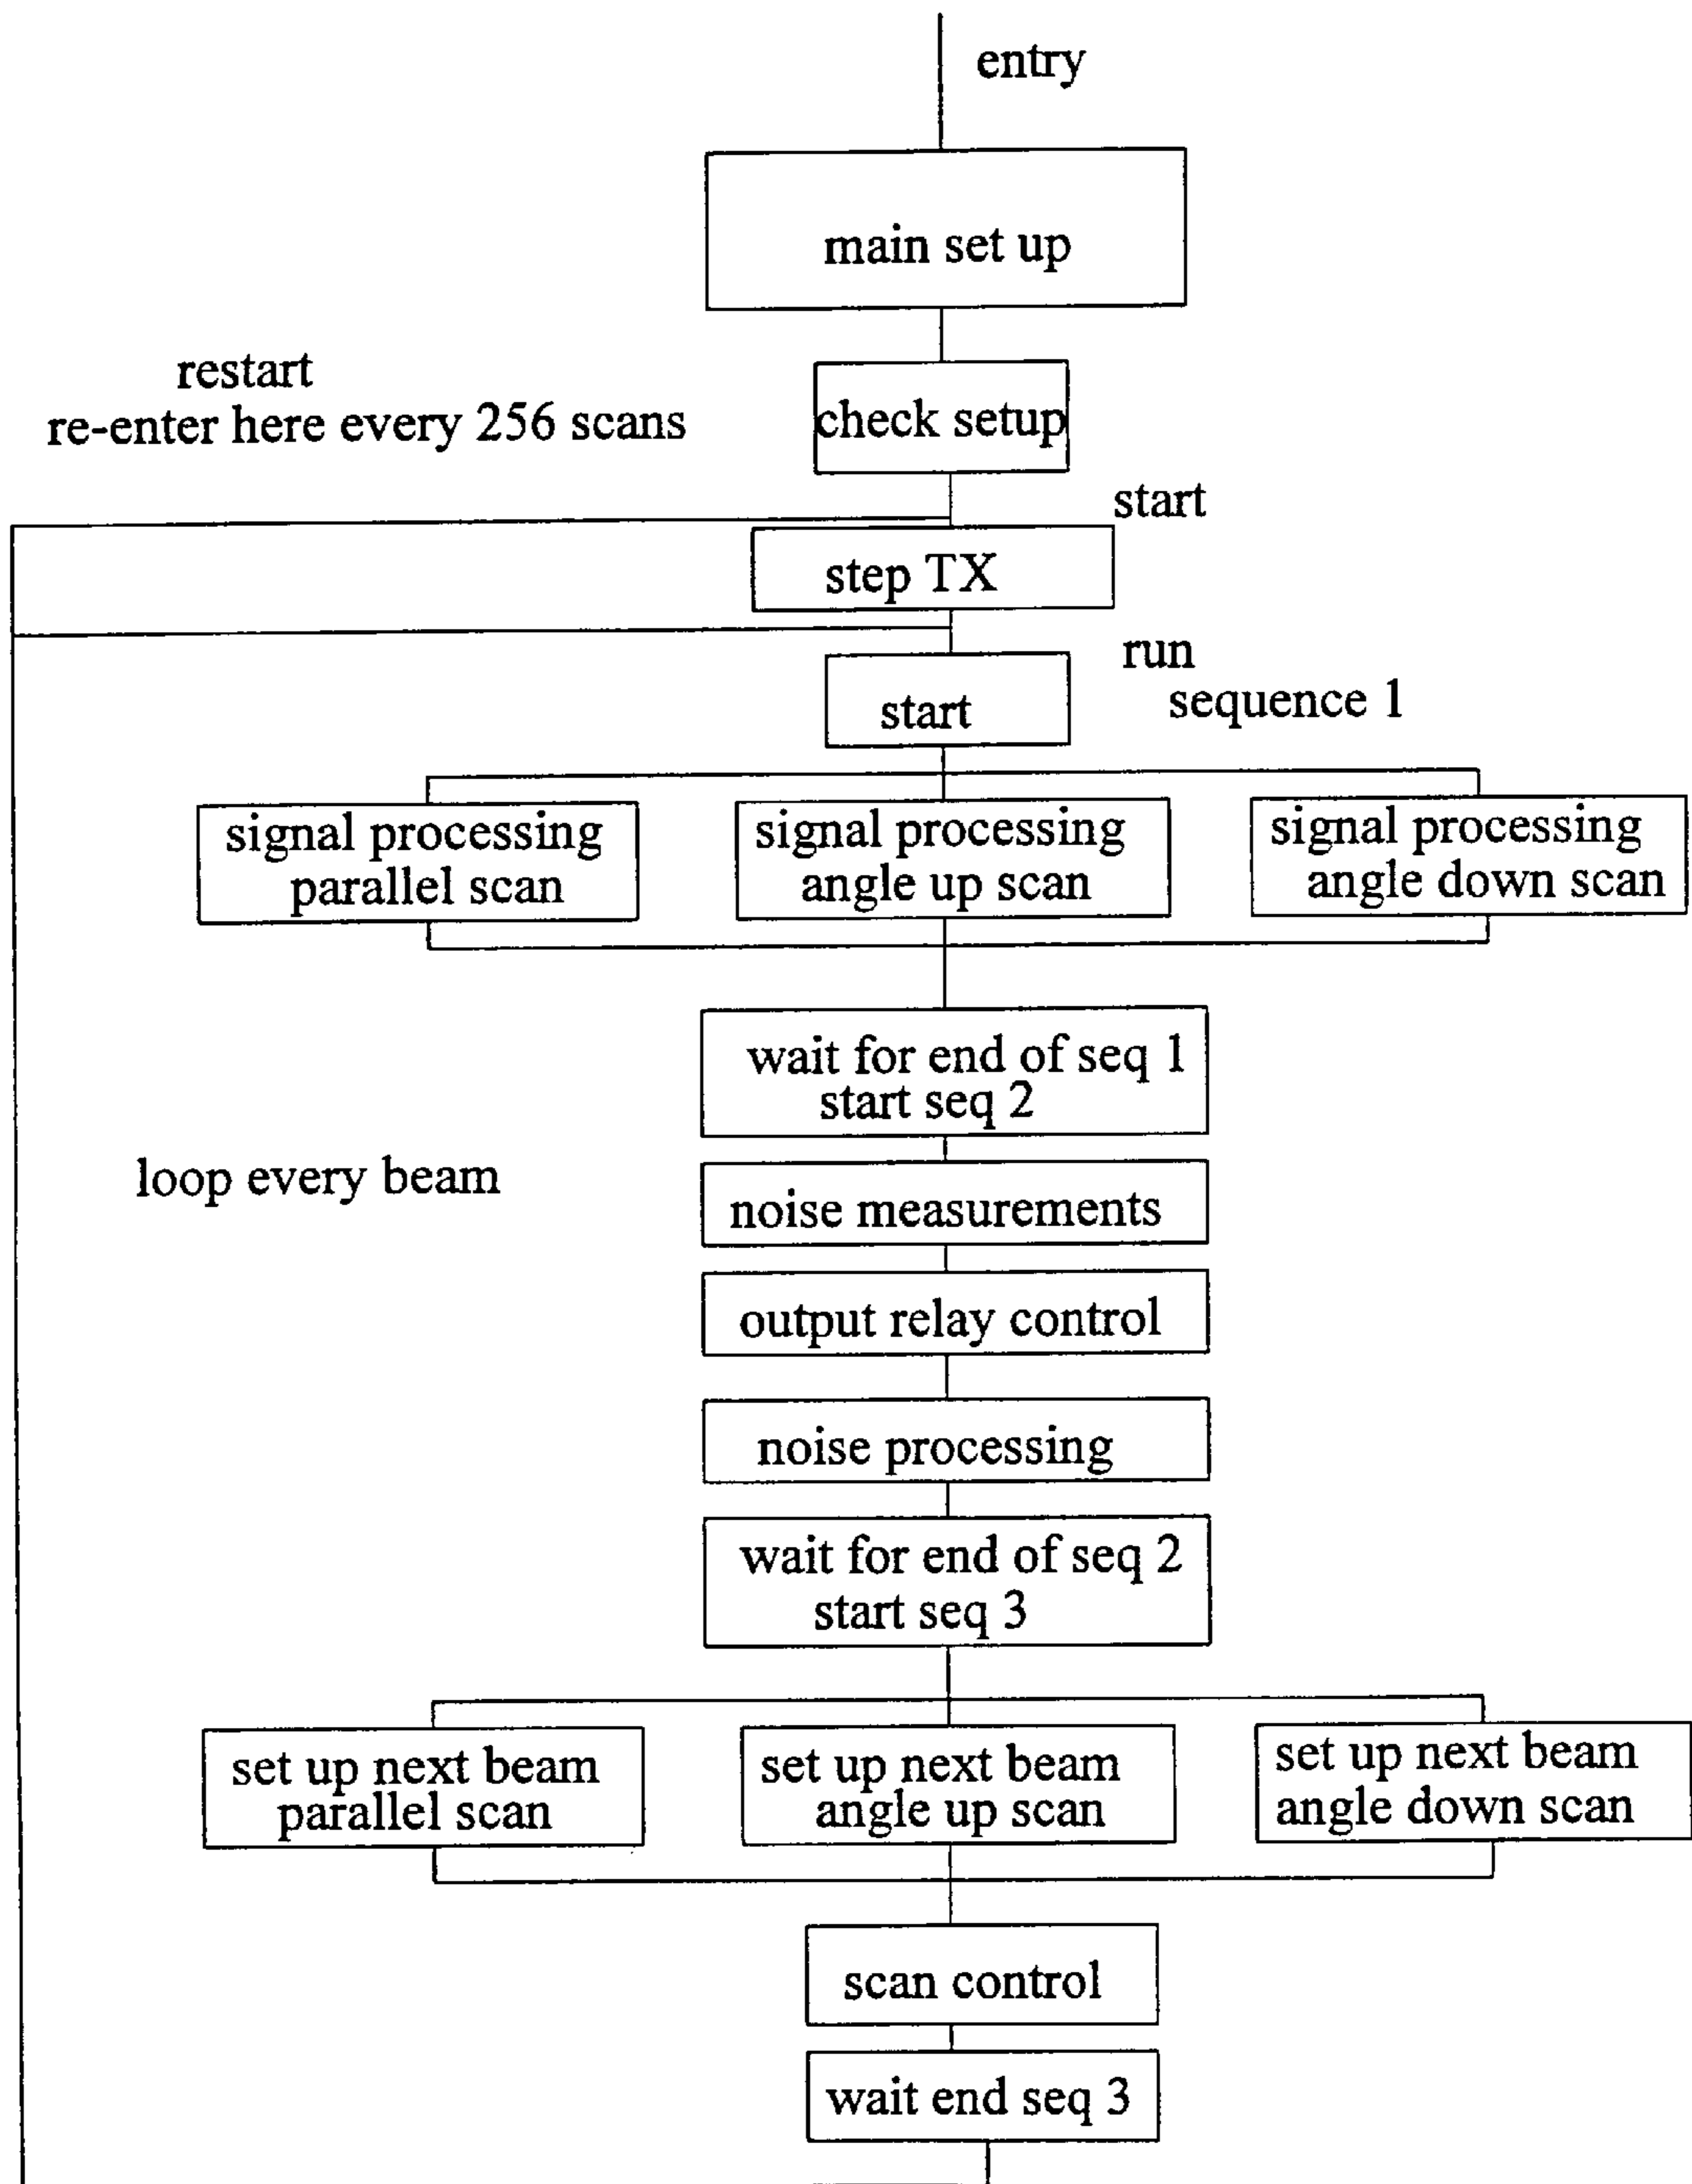 entry
main set up
restart
re-enter here every 256 scans
check setup
start
step TX
run
sequence 1
start
signal processing
parallel scan
signal processing
angle up scan
signal processing
angle down scan
wait for end of seq 1
start seq 2
loop every beam
noise measurements
output relay control
noise processing
wait for end of seq 2
start seq 3
set up next beam
parallel scan
set up next beam
angle up scan
set up next beam
angle down scan
scan control
wait end seq 3